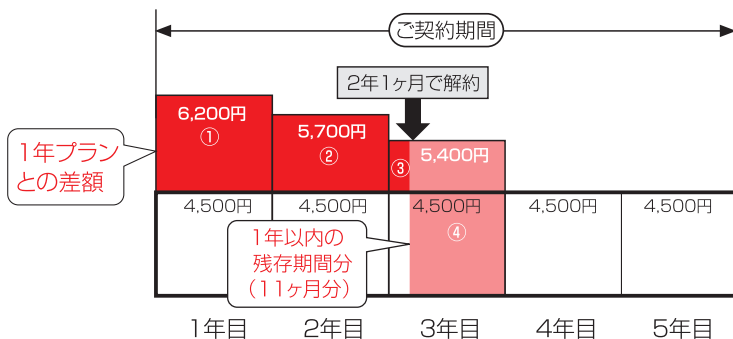 ご契約期間
2年1ヶ月で解約
6,200円
①
5,700円
②
③
5,400円
1年プラン
との差額
4,500円
4,500円
4,500円
4,500円
4,500円
④
1年以内の
残存期間分
（11ヶ月分）
1年目
2年目
3年目
4年目
5年目